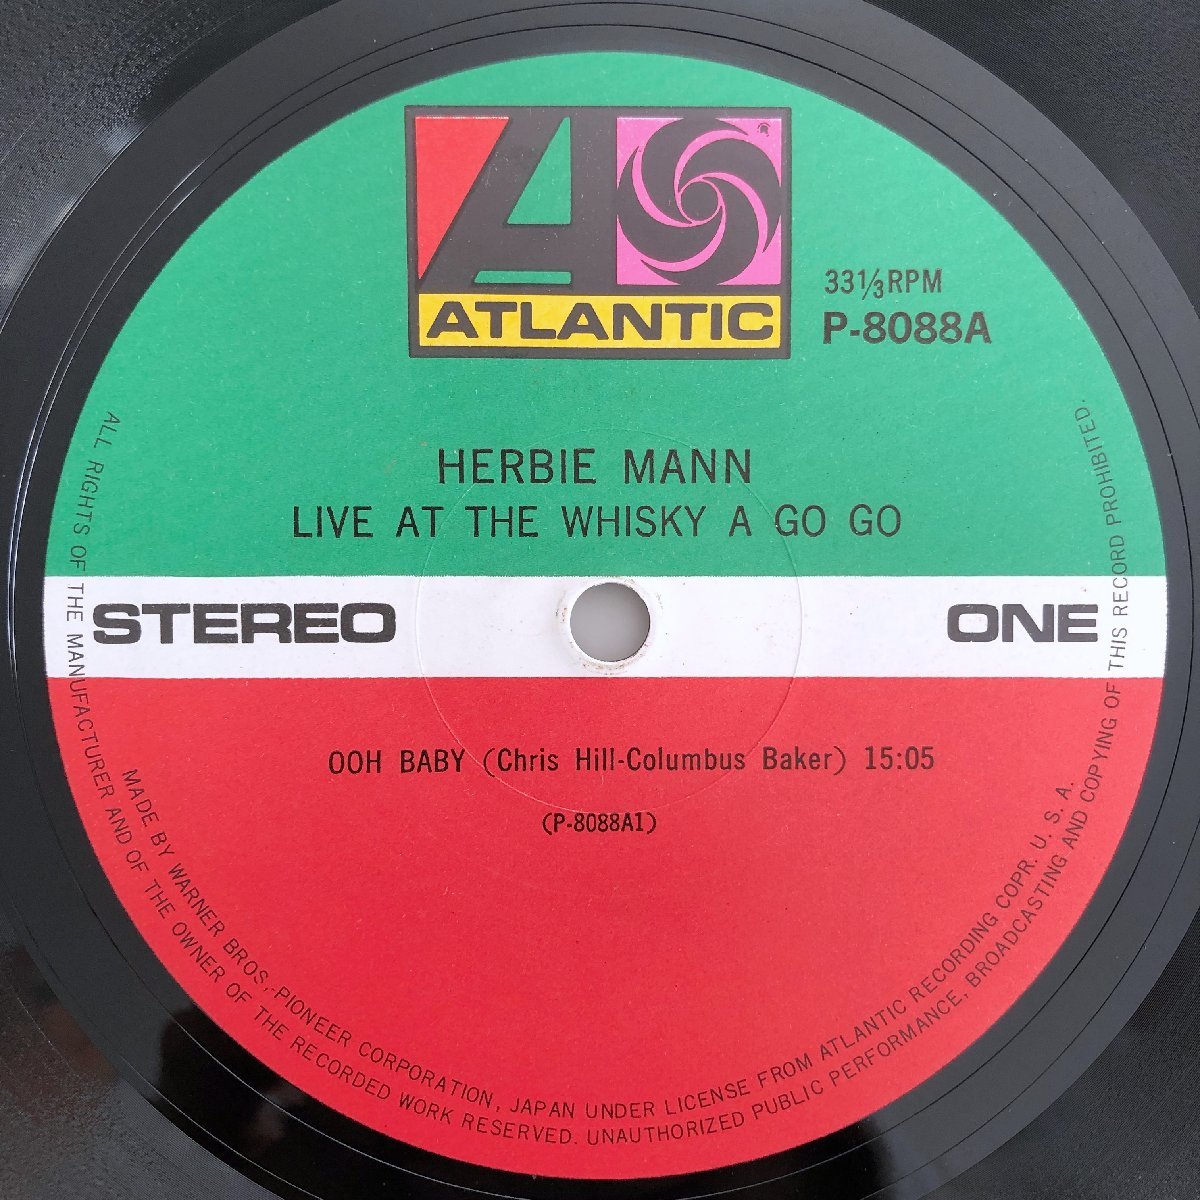 ATLANTIC
33⅓RPM
P-8088A
HERBIE MANN
LIVE AT THE WHISKY A GO GO
STEREO
ONE
OOH BABY (Chris Hill-Columbus Baker) 15:05
(P-8088A1)
MADE BY WARNER BROS.,-PIONEER CORPORATION, JAPAN UNDER LICENSE FROM ATLANTIC RECORDING COPR. U. S. A.
ALL RIGHTS OF THE MANUFACTURER AND OF THE OWNER OF THE RECORDED WORK RESERVED. UNAUTHORIZED PUBLIC PERFORMANCE, BROADCASTING AND COPYING OF THIS RECORD PROHIBITED.